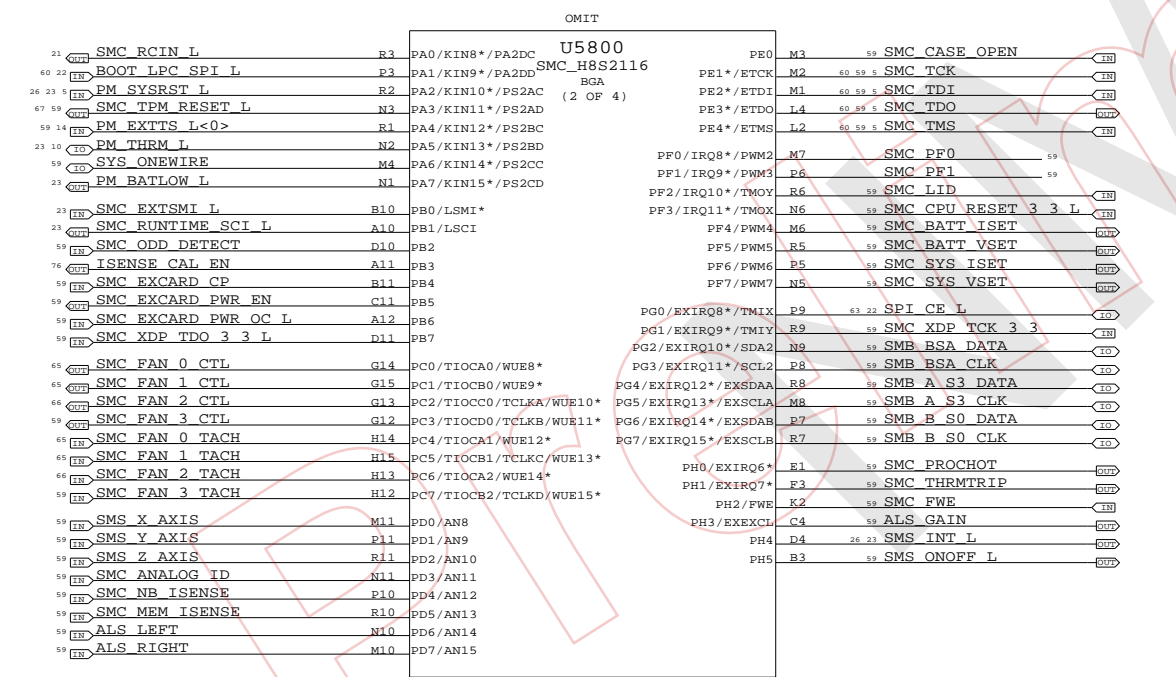 OMIT
U5800
SMC_H8S2116
BGA
(2 OF 4)
21 OUT SMC_RCIN_L R3 PA0/KIN8*/PA2DC
60 22 IN BOOT_LPC_SPI_L P3 PA1/KIN9*/PA2DD
26 23 5 IN PM_SYSRST_L R2 PA2/KIN10*/PS2AC
67 59 OUT SMC_TPM_RESET_L N3 PA3/KIN11*/PS2AD
59 14 IN PM_EXTTS_L<0> R1 PA4/KIN12*/PS2BC
23 10 IO PM_THRM_L N2 PA5/KIN13*/PS2BD
59 IO SYS_ONEWIRE M4 PA6/KIN14*/PS2CC
23 OUT PM_BATLOW_L N1 PA7/KIN15*/PS2CD
23 IN SMC_EXTSMI_L B10 PB0/LSMI*
23 OUT SMC_RUNTIME_SCI_L A10 PB1/LSCI
59 IN SMC_ODD_DETECT D10 PB2
76 OUT ISENSE_CAL_EN A11 PB3
59 IN SMC_EXCARD_CP B11 PB4
59 OUT SMC_EXCARD_PWR_EN C11 PB5
59 IN SMC_EXCARD_PWR_OC_L A12 PB6
59 IN SMC_XDP_TDO_3_3_L D11 PB7
65 OUT SMC_FAN_0_CTL G14 PC0/TIOCA0/WUE8*
65 OUT SMC_FAN_1_CTL G15 PC1/TIOCB0/WUE9*
66 OUT SMC_FAN_2_CTL G13 PC2/TIOCC0/TCLKA/WUE10*
59 OUT SMC_FAN_3_CTL G12 PC3/TIOCD0/TCLKB/WUE11*
65 IN SMC_FAN_0_TACH H14 PC4/TIOCA1/WUE12*
65 IN SMC_FAN_1_TACH H15 PC5/TIOCB1/TCLKC/WUE13*
66 IN SMC_FAN_2_TACH H13 PC6/TIOCA2/WUE14*
59 IN SMC_FAN_3_TACH H12 PC7/TIOCB2/TCLKD/WUE15*
59 IN SMS_X_AXIS M11 PD0/AN8
59 IN SMS_Y_AXIS P11 PD1/AN9
59 IN SMS_Z_AXIS R11 PD2/AN10
59 IN SMC_ANALOG_ID N11 PD3/AN11
59 IN SMC_NB_ISENSE P10 PD4/AN12
59 IN SMC_MEM_ISENSE R10 PD5/AN13
59 IN ALS_LEFT N10 PD6/AN14
59 IN ALS_RIGHT M10 PD7/AN15
PE0 M3 59 SMC_CASE_OPEN IN
PE1*/ETCK M2 60 59 5 SMC_TCK IN
PE2*/ETDI M1 60 59 5 SMC_TDI IN
PE3*/ETDO L4 60 59 5 SMC_TDO OUT
PE4*/ETMS L2 60 59 5 SMC_TMS IN
PF0/IRQ8*/PWM2 M7 SMC_PF0 59
PF1/IRQ9*/PWM3 P6 SMC_PF1 59
PF2/IRQ10*/TMOY R6 59 SMC_LID IN
PF3/IRQ11*/TMOX N6 59 SMC_CPU_RESET_3_3_L IN
PF4/PWM4 M6 59 SMC_BATT_ISET OUT
PF5/PWM5 R5 59 SMC_BATT_VSET OUT
PF6/PWM6 P5 59 SMC_SYS_ISET OUT
PF7/PWM7 N5 59 SMC_SYS_VSET OUT
PG0/EXIRQ8*/TMIX P9 63 22 SPI_CE_L IO
PG1/EXIRQ9*/TMIY R9 59 SMC_XDP_TCK_3_3 IN
PG2/EXIRQ10*/SDA2 N9 59 SMB_BSA_DATA IO
PG3/EXIRQ11*/SCL2 P8 59 SMB_BSA_CLK IO
PG4/EXIRQ12*/EXSDAA R8 59 SMB_A_S3_DATA IO
PG5/EXIRQ13*/EXSCLA M8 59 SMB_A_S3_CLK IO
PG6/EXIRQ14*/EXSDAB P7 59 SMB_B_S0_DATA IO
PG7/EXIRQ15*/EXSCLB R7 59 SMB_B_S0_CLK IO
PH0/EXIRQ6* E1 59 SMC_PROCHOT OUT
PH1/EXIRQ7* F3 59 SMC_THRMTRIP OUT
PH2/FWE K2 59 SMC_FWE IN
PH3/EXEXCL C4 59 ALS_GAIN OUT
PH4 D4 26 23 SMS_INT_L OUT
PH5 B3 59 SMS_ONOFF_L OUT